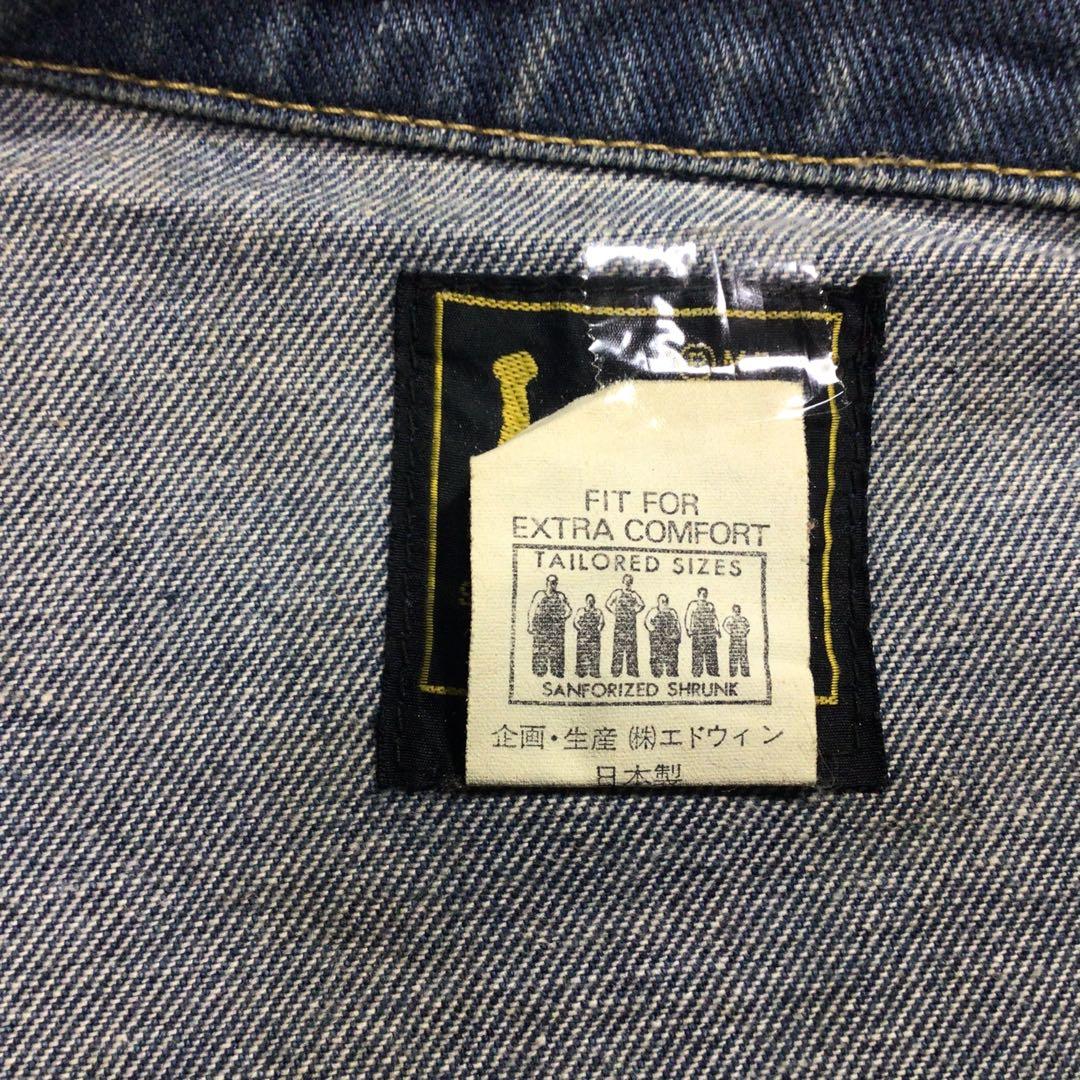 FIT FOR
EXTRA COMFORT
TAILORED SIZES
SANFORIZED SHRUNK
企画・生産 ㈱エドウィン
日本製